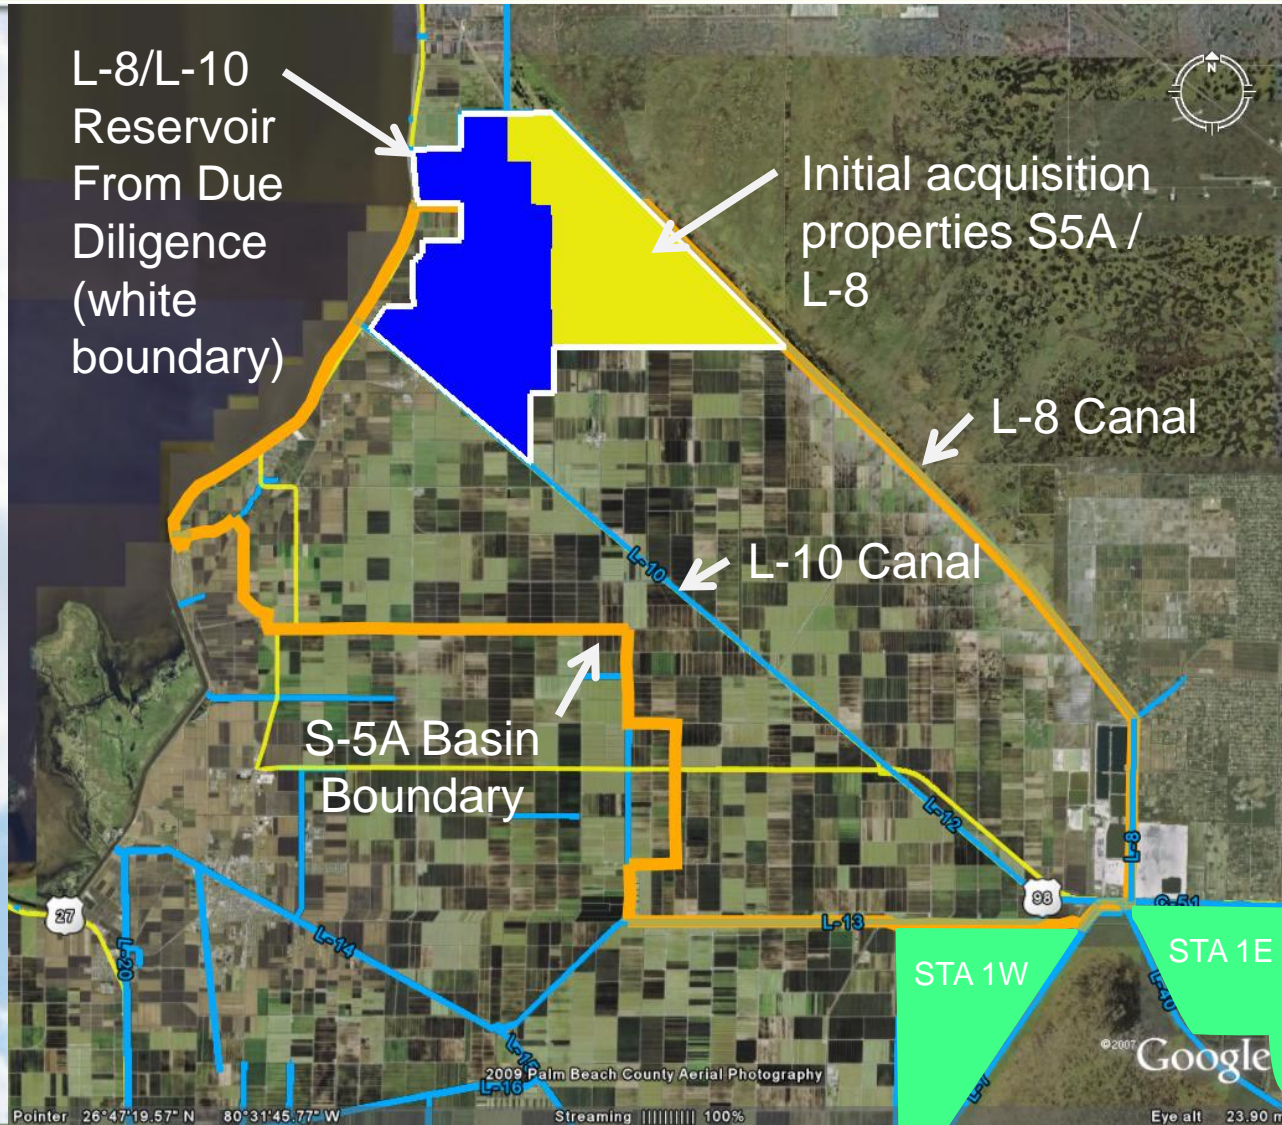 L-8/L-10
Reservoir
From Due
Diligence
(white
boundary)
N
Initial acquisition
properties S5A /
L-8
L-8 Canal
L-10
L-10 Canal
S-5A Basin
Boundary
L-12
L-8
98
C-51
27
L-20
L-14
L-13
STA 1W
STA 1E
L-40
L-16
©2007 Google
2009 Palm Beach County Aerial Photography
Pointer 26°47'19.57" N 80°31'45.77" W
Streaming ||||||||| 100%
Eye alt 23.90 m